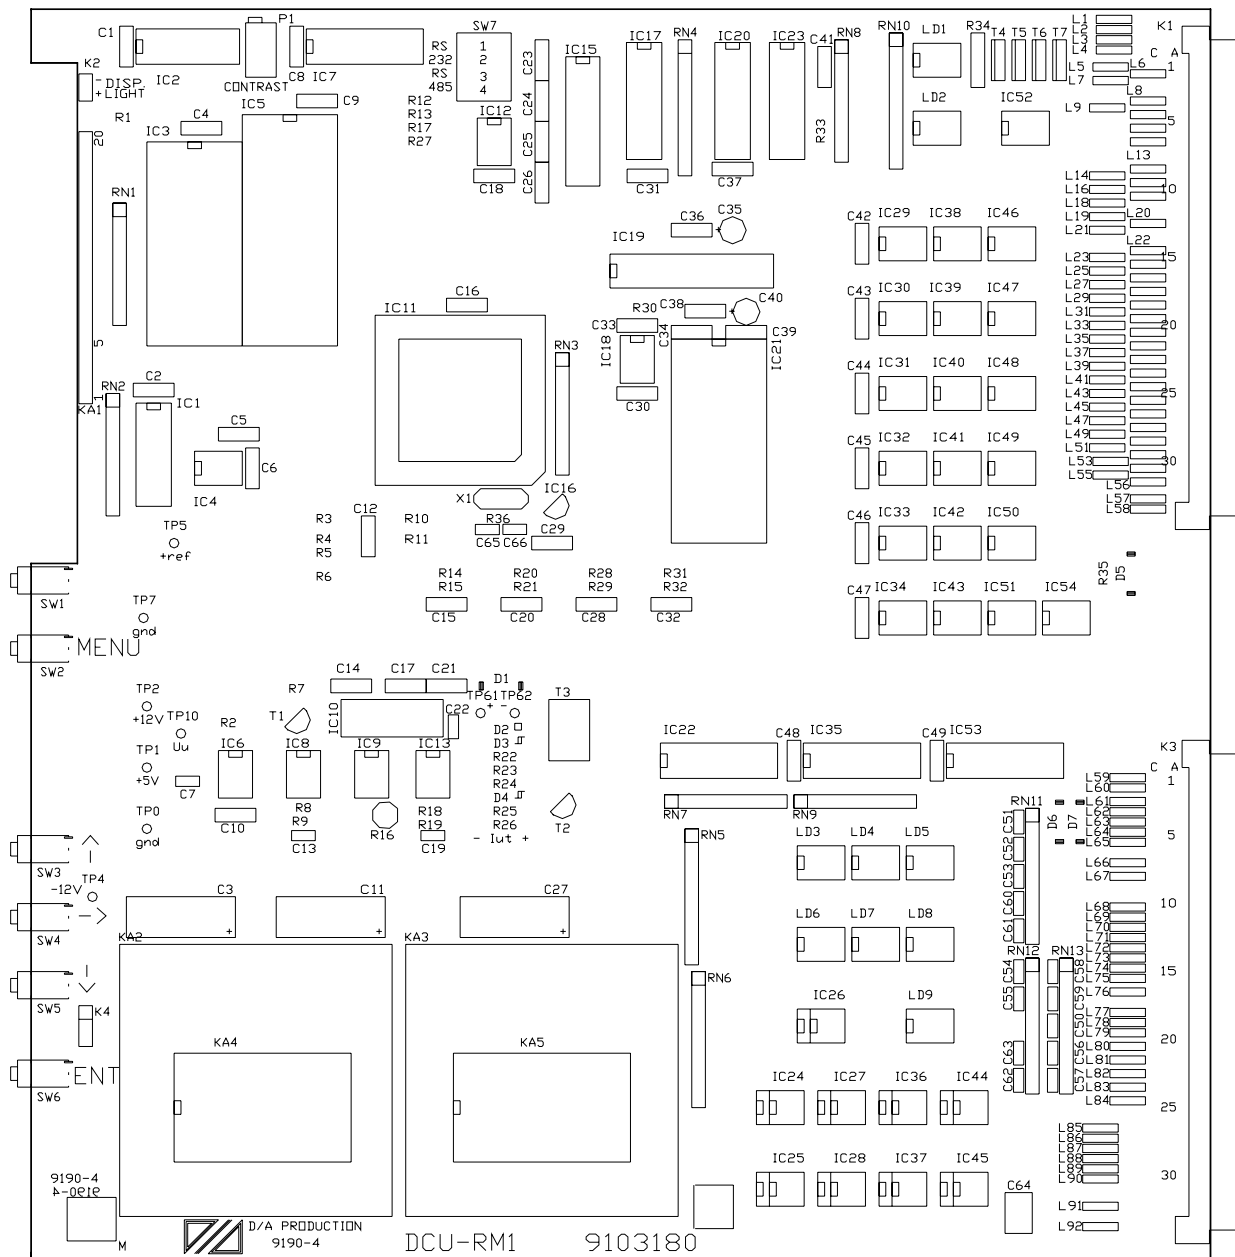 C1
P1
K2
- DISP.
+ LIGHT
IC2
CONTRAST
C8 IC7
SW7
RS
232
RS
485
1
2
3
4
C23
C24
C25
C26
IC15
IC17
RN4
IC20
IC23
C41
RN8
RN10
LD1
R34
T4 T5 T6 T7
L1
L2
L3
L4
K1
C A
1
L5
L6
L7
L8
L9
5
R1
IC3
C4
IC5
C9
R12
R13
R17
R27
IC12
C18
C31
C37
R33
LD2
IC52
L13
L14
L16
L18
L19
L21
10
L20
L22
15
20
RN1
5
1
KA1
C36
C35
IC19
C42
IC29
IC38
IC46
L23
L25
L27
L29
L31
L33
L35
L37
L39
L41
L43
L45
L47
L49
L51
L53
L55
L56
L57
L58
20
25
30
C16
IC11
RN3
C33
R30
C38
C40
IC18
C34
C39
IC21
C30
C43
IC30
IC39
IC47
C44
IC31
IC40
IC48
C45
IC32
IC41
IC49
C46
IC33
IC42
IC50
C47
IC34
IC43
IC51
IC54
R35
D5
RN2
C2
IC1
C5
C6
IC4
TP5
+ref
X1
IC16
R3
R4
R5
R6
C12
R10
R11
R36
C65 C66
C29
R14
R15
C15
R20
R21
C20
R28
R29
C28
R31
R32
C32
SW1
TP7
gnd
MENU
SW2
TP2
+12V
TP10
Uu
TP1
+5V
C7
TP0
gnd
R7
T1
R2
C14
C17
C21
D1
TP61 TP62
+ -
T3
IC10
C22
D2
D3
R22
R23
R24
D4
R25
R26
- Iut +
IC6
IC8
IC9
IC13
C10
R8
R9
C13
R16
R18
R19
C19
T2
IC22
C48
IC35
C49
IC53
RN7
RN9
K3
C A
1
L59
L60
L61
L62
L63
L64
L65
5
L66
L67
SW3
TP4
-12V
SW4
SW5
K4
ENT
SW6
C3
+
C11
+
C27
+
KA2
KA3
KA4
KA5
RN5
RN6
LD3
LD4
LD5
LD6
LD7
LD8
IC26
LD9
RN11
D6
D7
C51
C52
C53
C60
C61
RN12
RN13
C54
C55
C63
C62
C58
C59
C50
C56
C57
L68
L69
L70
L71
L72
L73
L74
L75
L76
L77
L78
L79
L80
L81
L82
L83
L84
10
15
20
25
IC24
IC27
IC36
IC44
IC25
IC28
IC37
IC45
C64
L85
L86
L87
L88
L89
L90
L91
L92
30
9190-4
9190-4
M
D/A PRODUCTION
9190-4
DCU-RM1 9103180